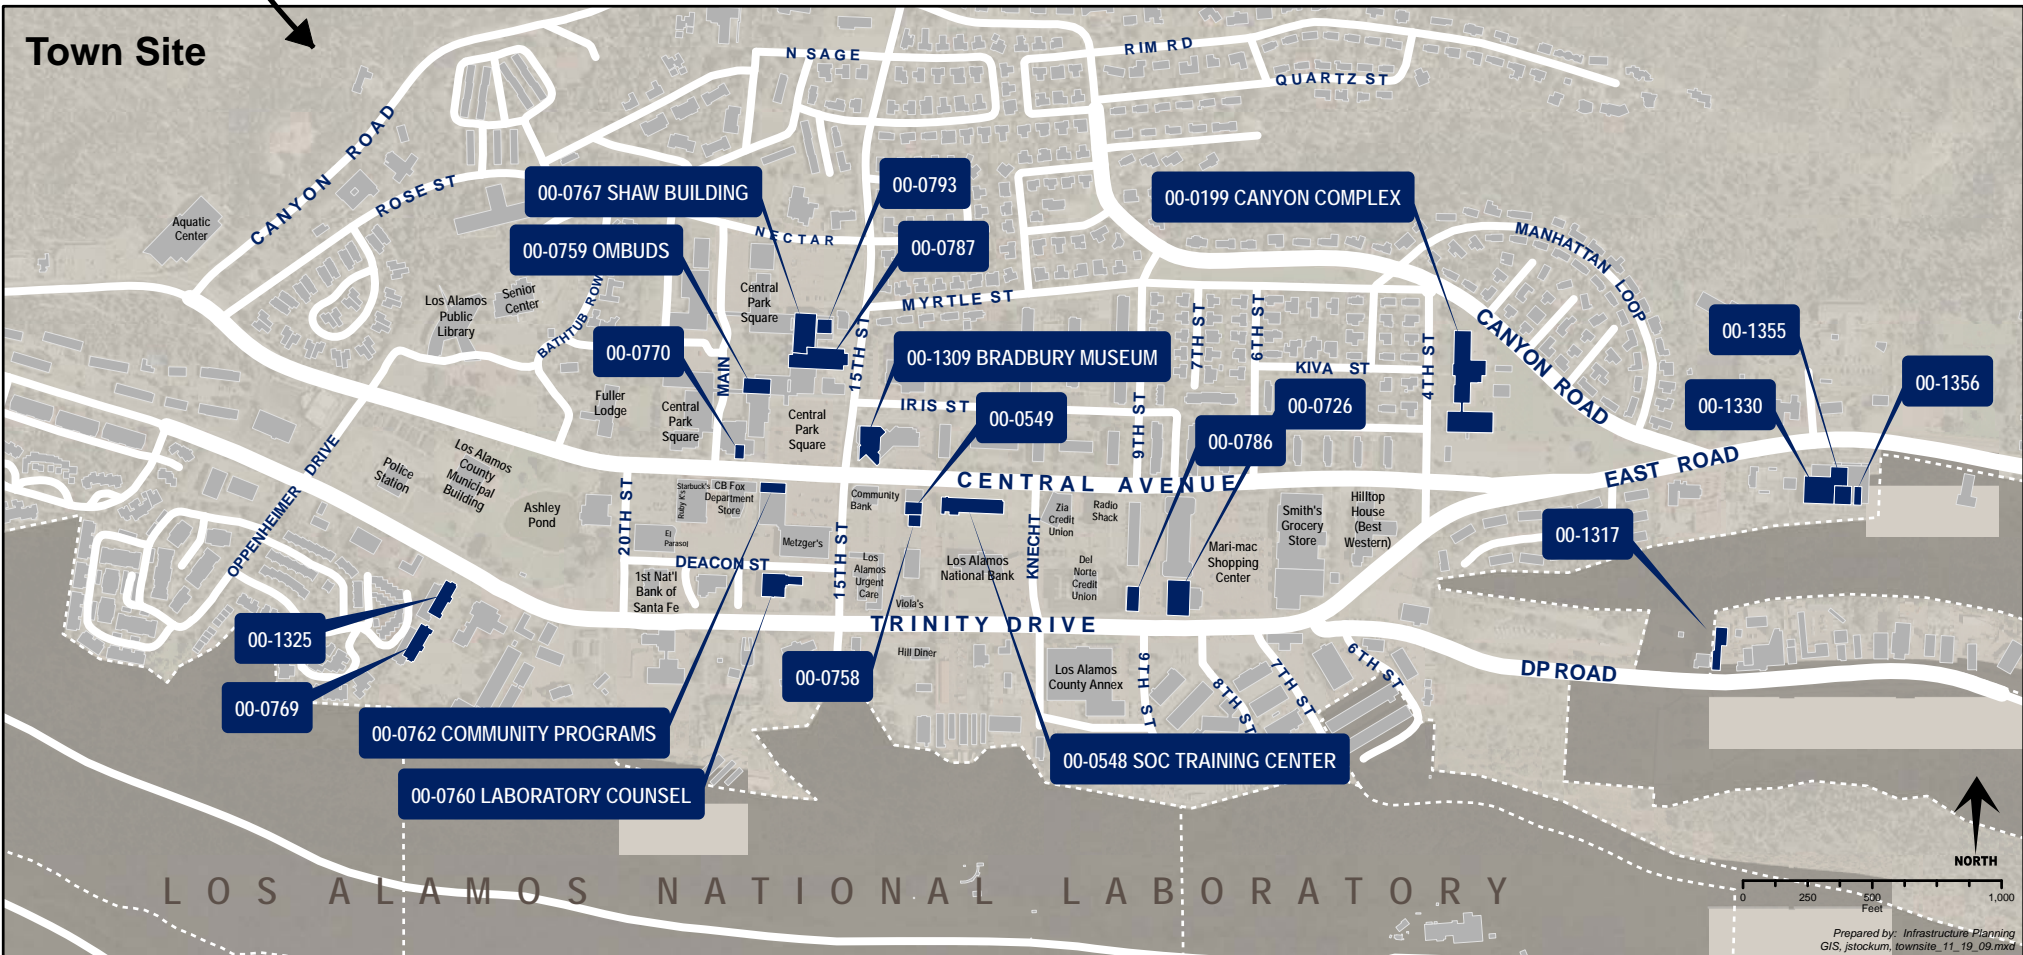 Town Site
N SAGE
RIM RD
QUARTZ ST
CANYON ROAD
ROSE ST
00-0767 SHAW BUILDING
00-0793
00-0199 CANYON COMPLEX
Aquatic
Center
NECTAR
00-0787
00-0759 OMBUDS
MANHATTAN LOOP
Los Alamos
Public
Library
Senior
Center
BATHTUB ROW
Central
Park
Square
MYRTLE ST
15TH ST
7TH ST
6TH ST
4TH ST
CANYON ROAD
00-1355
00-0770
MAIN
00-1309 BRADBURY MUSEUM
KIVA ST
00-1356
00-1330
Fuller
Lodge
Central
Park
Square
Central
Park
Square
IRIS ST
00-0549
9TH ST
00-0726
00-0786
OPPENHEIMER DRIVE
Police
Station
Los Alamos
County
Municipal
Building
Ashley
Pond
20TH ST
Starbuck's
Ruby K's
CB Fox
Department
Store
Community
Bank
CENTRAL AVENUE
EAST ROAD
Zia
Credit
Union
Radio
Shack
Hilltop
House
(Best
Western)
Smith's
Grocery
Store
El
Parasol
Metzger's
15TH ST
KNECHT
Mari-mac
Shopping
Center
00-1317
DEACON ST
1st Nat'l
Bank of
Santa Fe
Los
Alamos
Urgent
Care
Los Alamos
National Bank
Del
Norte
Credit
Union
Viola's
TRINITY DRIVE
00-1325
Hill Diner
00-0758
Los Alamos
County Annex
9TH ST
8TH ST
7TH ST
6TH ST
DP ROAD
00-0769
00-0762 COMMUNITY PROGRAMS
00-0548 SOC TRAINING CENTER
00-0760 LABORATORY COUNSEL
NORTH
LOS ALAMOS NATIONAL LABORATORY
0 250 500 1,000
Feet
Prepared by: Infrastructure Planning
GIS, jstockum, townsite_11_19_09.mxd